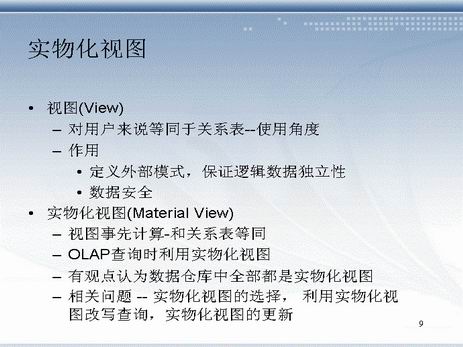 实物化视图
• 视图(View)
– 对用户来说等同于关系表--使用角度
– 作用
• 定义外部模式，保证逻辑数据独立性
• 数据安全
• 实物化视图(Material View)
– 视图事先计算-和关系表等同
– OLAP查询时利用实物化视图
– 有观点认为数据仓库中全部都是实物化视图
– 相关问题 -- 实物化视图的选择， 利用实物化视
图改写查询，实物化视图的更新
9